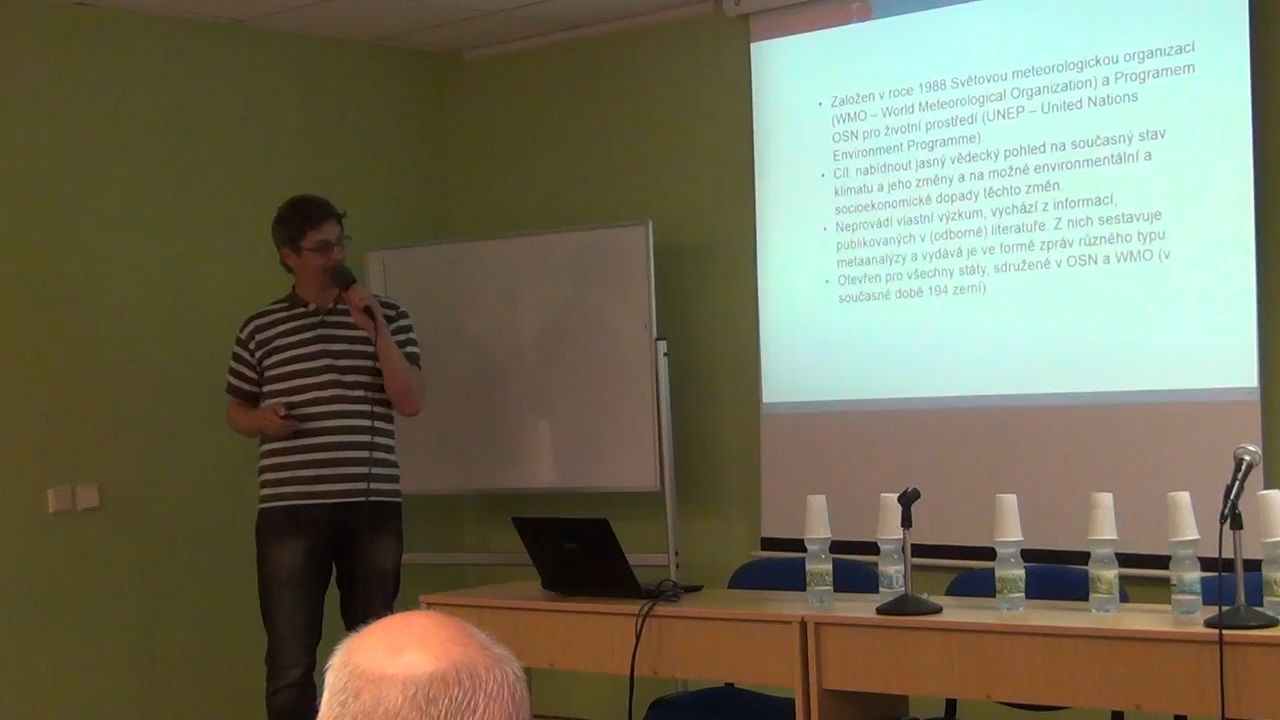 • Založen v roce 1988 Světovou meteorologickou organizací
(WMO – World Meteorological Organization) a Programem
OSN pro životní prostředí (UNEP – United Nations
Environment Programme)
• Cíl: nabídnout jasný vědecký pohled na současný stav
klimatu a jeho změny a na možné environmentální a
socioekonomické dopady těchto změn.
• Neprovádí vlastní výzkum, vychází z informací,
publikovaných v (odborné) literatuře. Z nich sestavuje
metaanalýzy a vydává je ve formě zpráv různého typu.
• Otevřen pro všechny státy, sdružené v OSN a WMO (v
současné době 194 zemí)